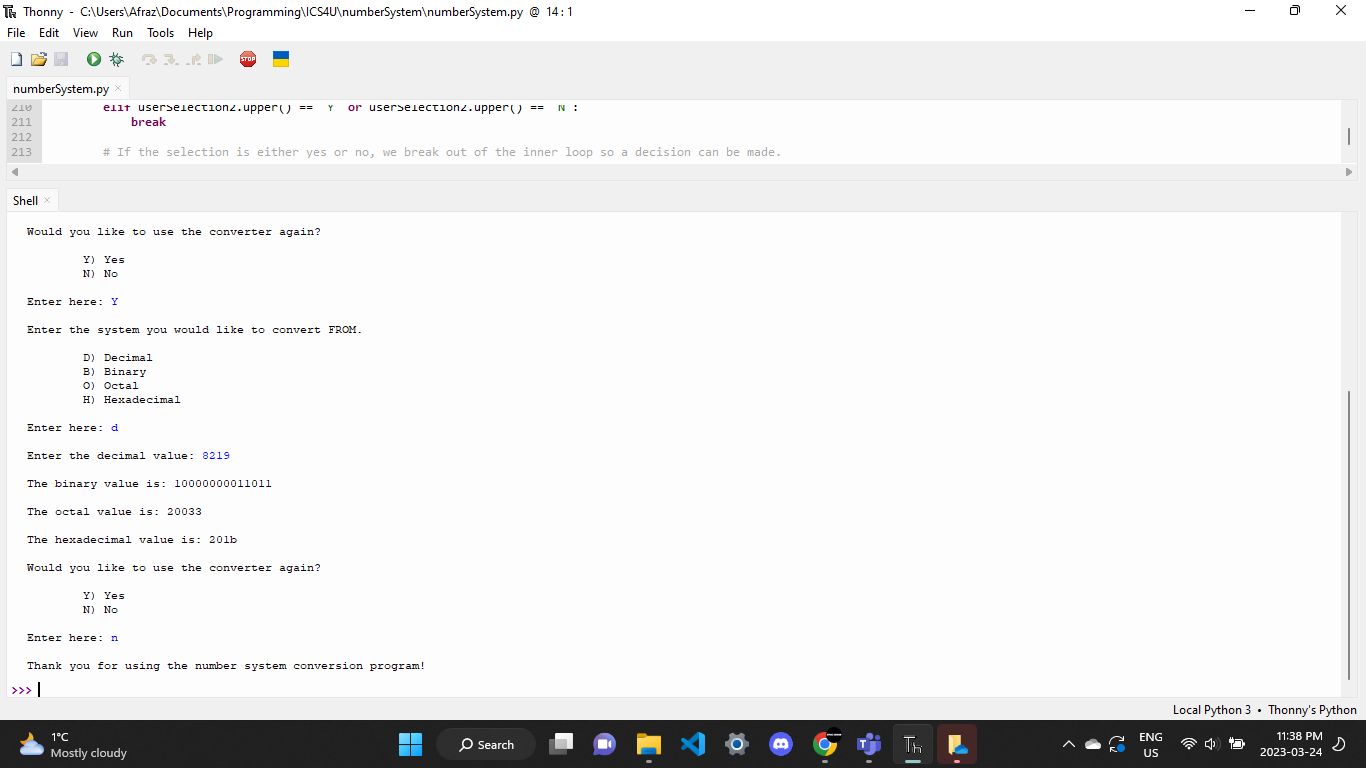 Thonny - C:\Users\Afraz\Documents\Programming\ICS4U\numberSystem\numberSystem.py @ 14 : 1
File Edit View Run Tools Help
STOP
numberSystem.py
210 elif userSelection2.upper() == "Y" or userSelection2.upper() == "N":
211 break
212
213 # If the selection is either yes or no, we break out of the inner loop so a decision can be made.
Shell
Would you like to use the converter again?
Y) Yes
N) No
Enter here: Y
Enter the system you would like to convert FROM.
D) Decimal
B) Binary
O) Octal
H) Hexadecimal
Enter here: d
Enter the decimal value: 8219
The binary value is: 10000000011011
The octal value is: 20033
The hexadecimal value is: 201b
Would you like to use the converter again?
Y) Yes
N) No
Enter here: n
Thank you for using the number system conversion program!
>>>
Local Python 3 • Thonny's Python
1°C
Mostly cloudy
Search
Th
ENG
US
11:38 PM
2023-03-24